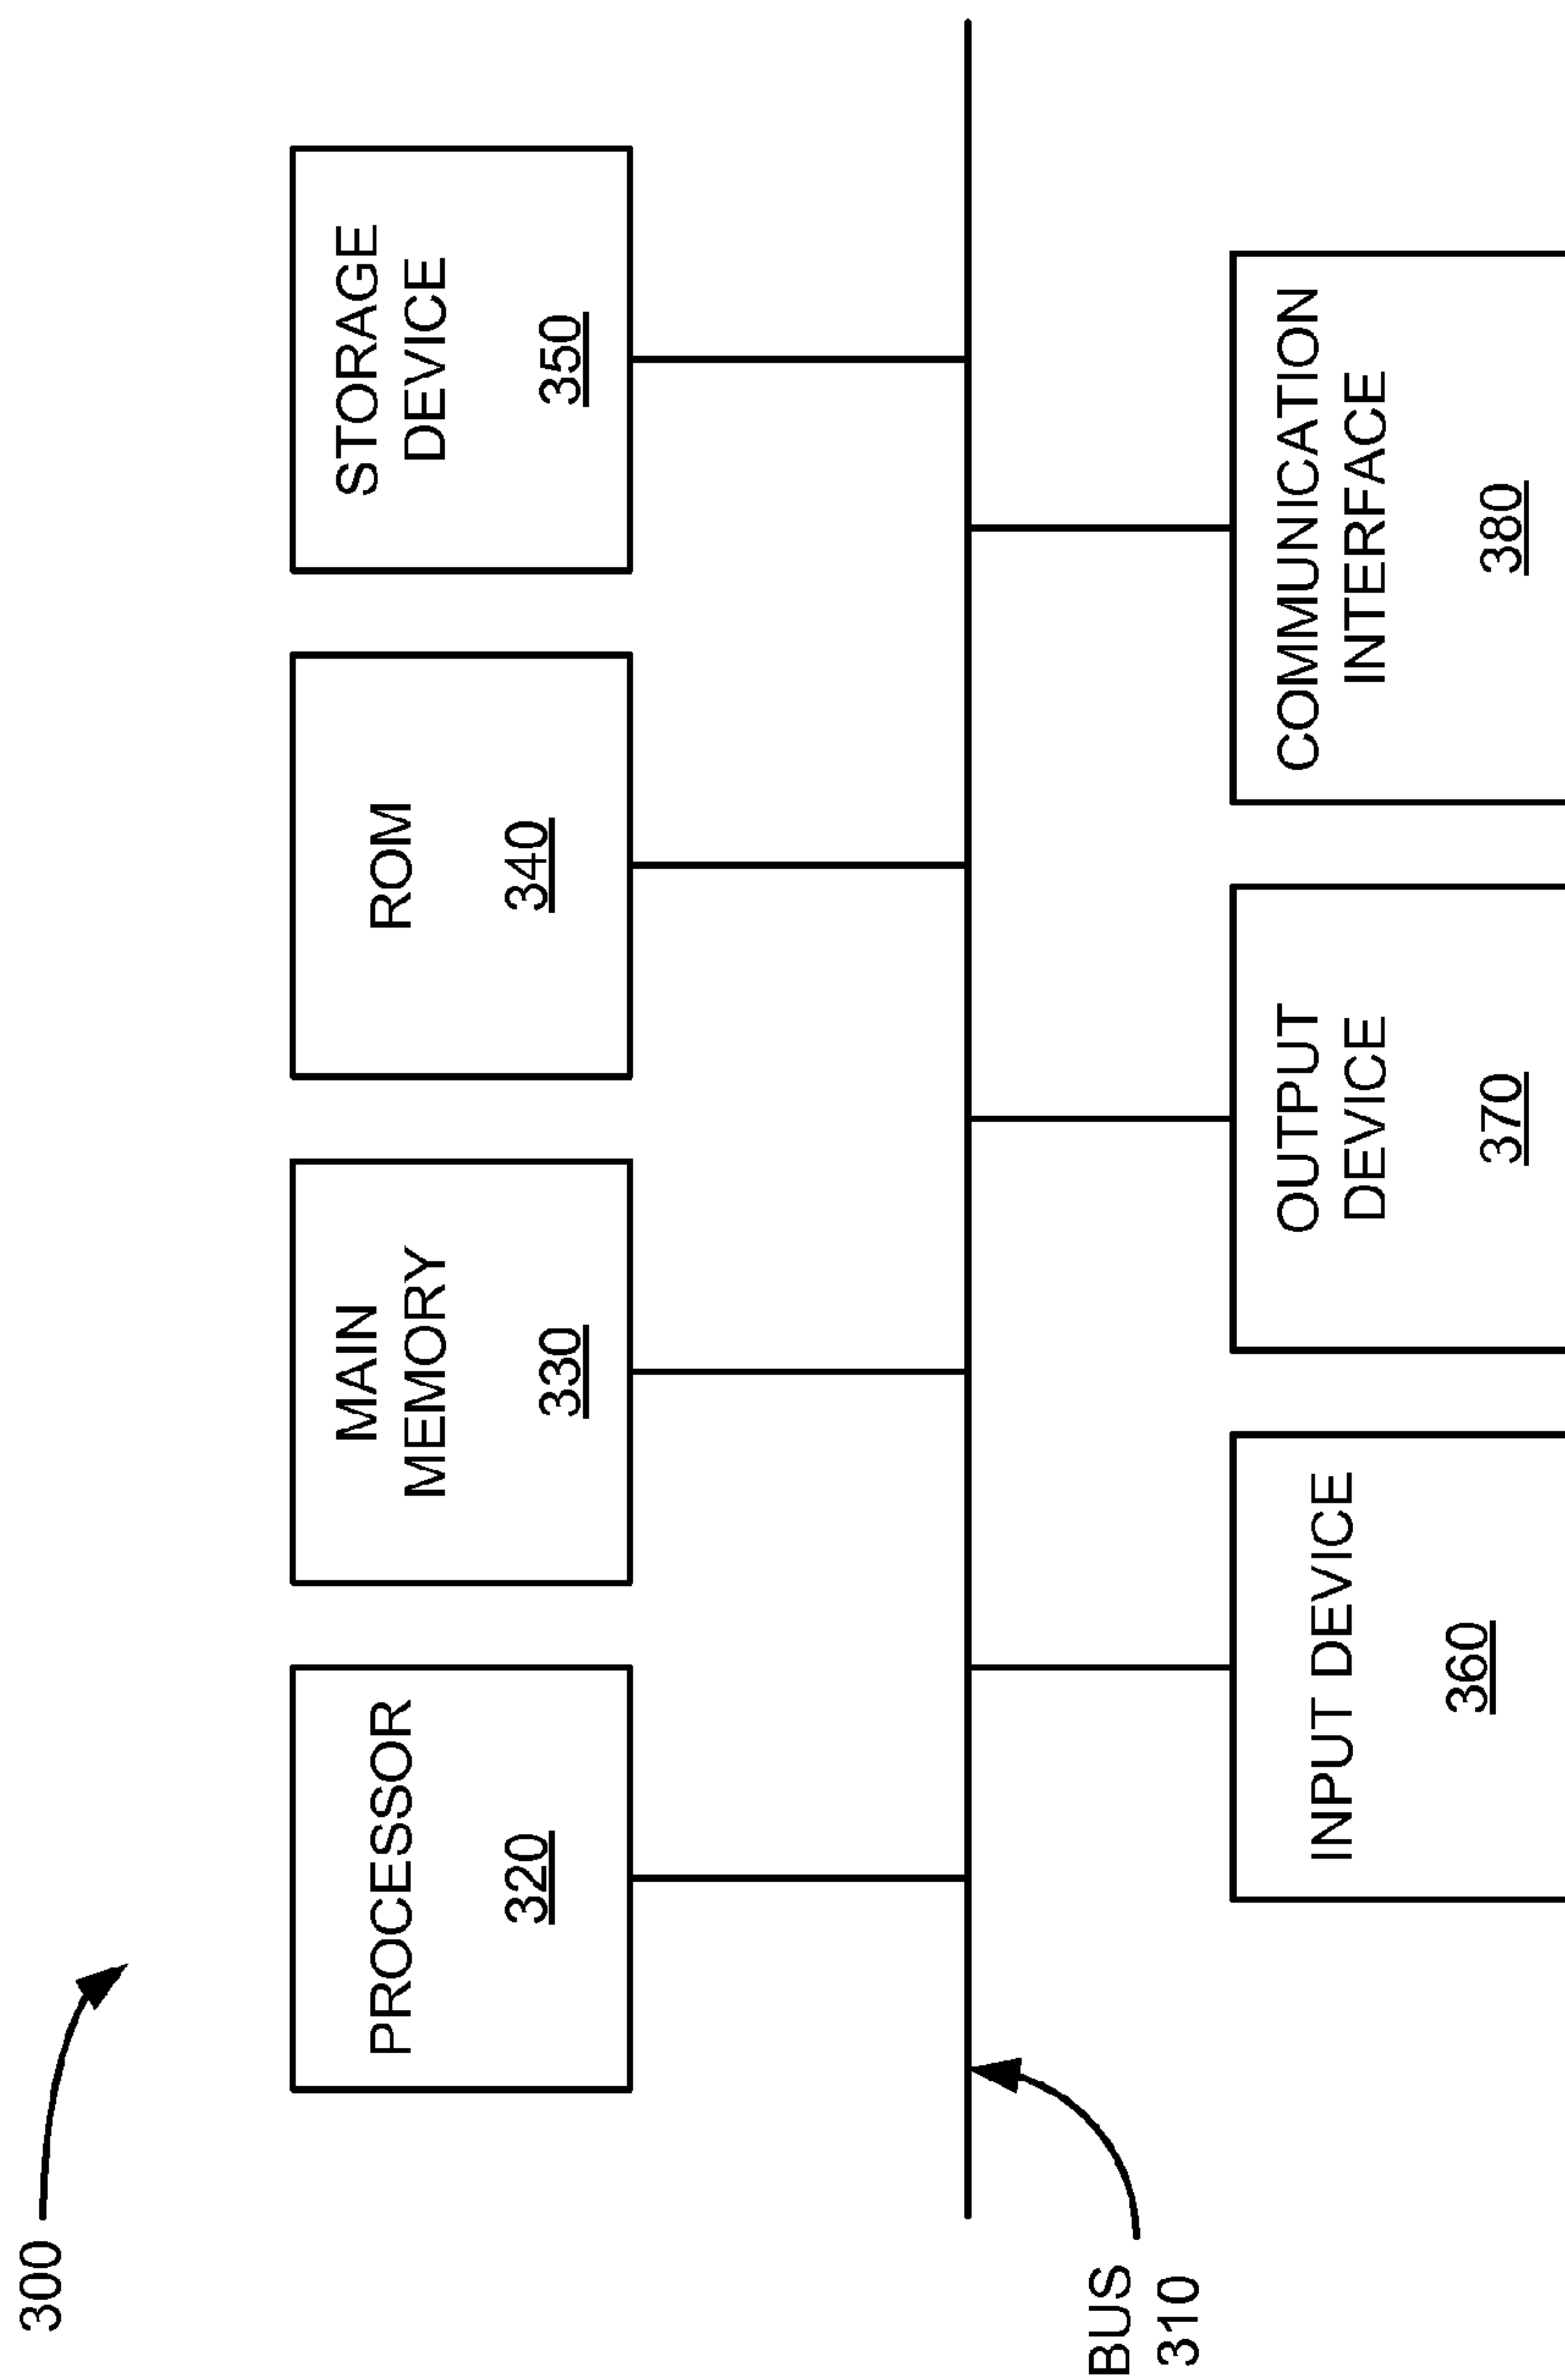 300
PROCESSOR
320
MAIN
MEMORY
330
ROM
340
STORAGE
DEVICE
350
BUS
310
INPUT DEVICE
360
OUTPUT
DEVICE
370
COMMUNICATION
INTERFACE
380